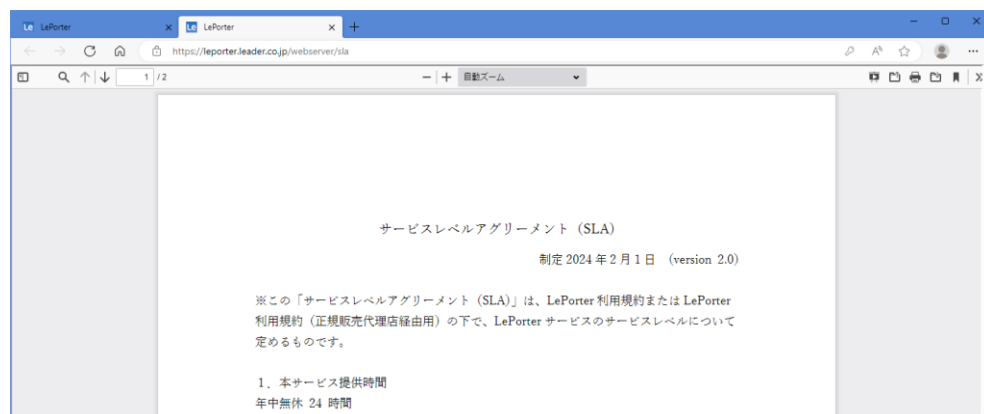 LePorter
LePorter
https://leporter.leader.co.jp/webserver/sla
1 / 2
自動ズーム
サービスレベルアグリーメント（SLA）
制定 2024 年 2 月 1 日　（version 2.0）
※この「サービスレベルアグリーメント（SLA）」は、LePorter 利用規約または LePorter
利用規約（正規販売代理店経由用）の下で、LePorter サービスのサービスレベルについて
定めるものです。
１．本サービス提供時間
年中無休 24 時間